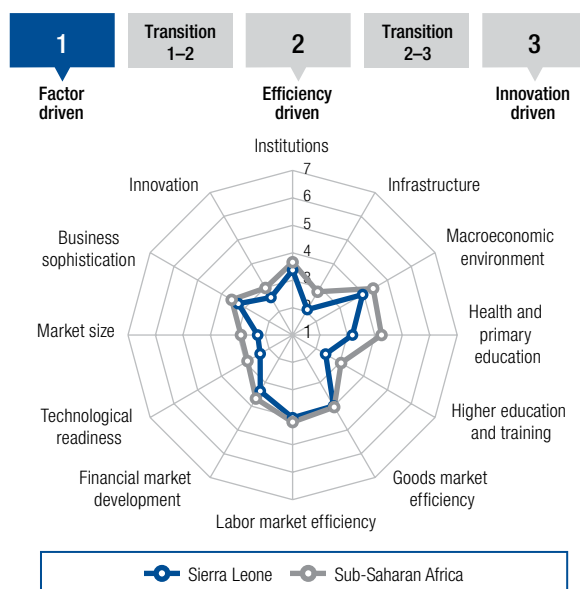 1
Transition
1–2
2
Transition
2–3
3
Factor
driven
Efficiency
driven
Innovation
driven
Institutions
7
Innovation
Infrastructure
6
5
Business
sophistication
Macroeconomic
environment
4
3
2
Market size
1
Health and
primary
education
Technological
readiness
Higher education
and training
Financial market
development
Goods market
efficiency
Labor market efficiency
Sierra Leone
Sub-Saharan Africa